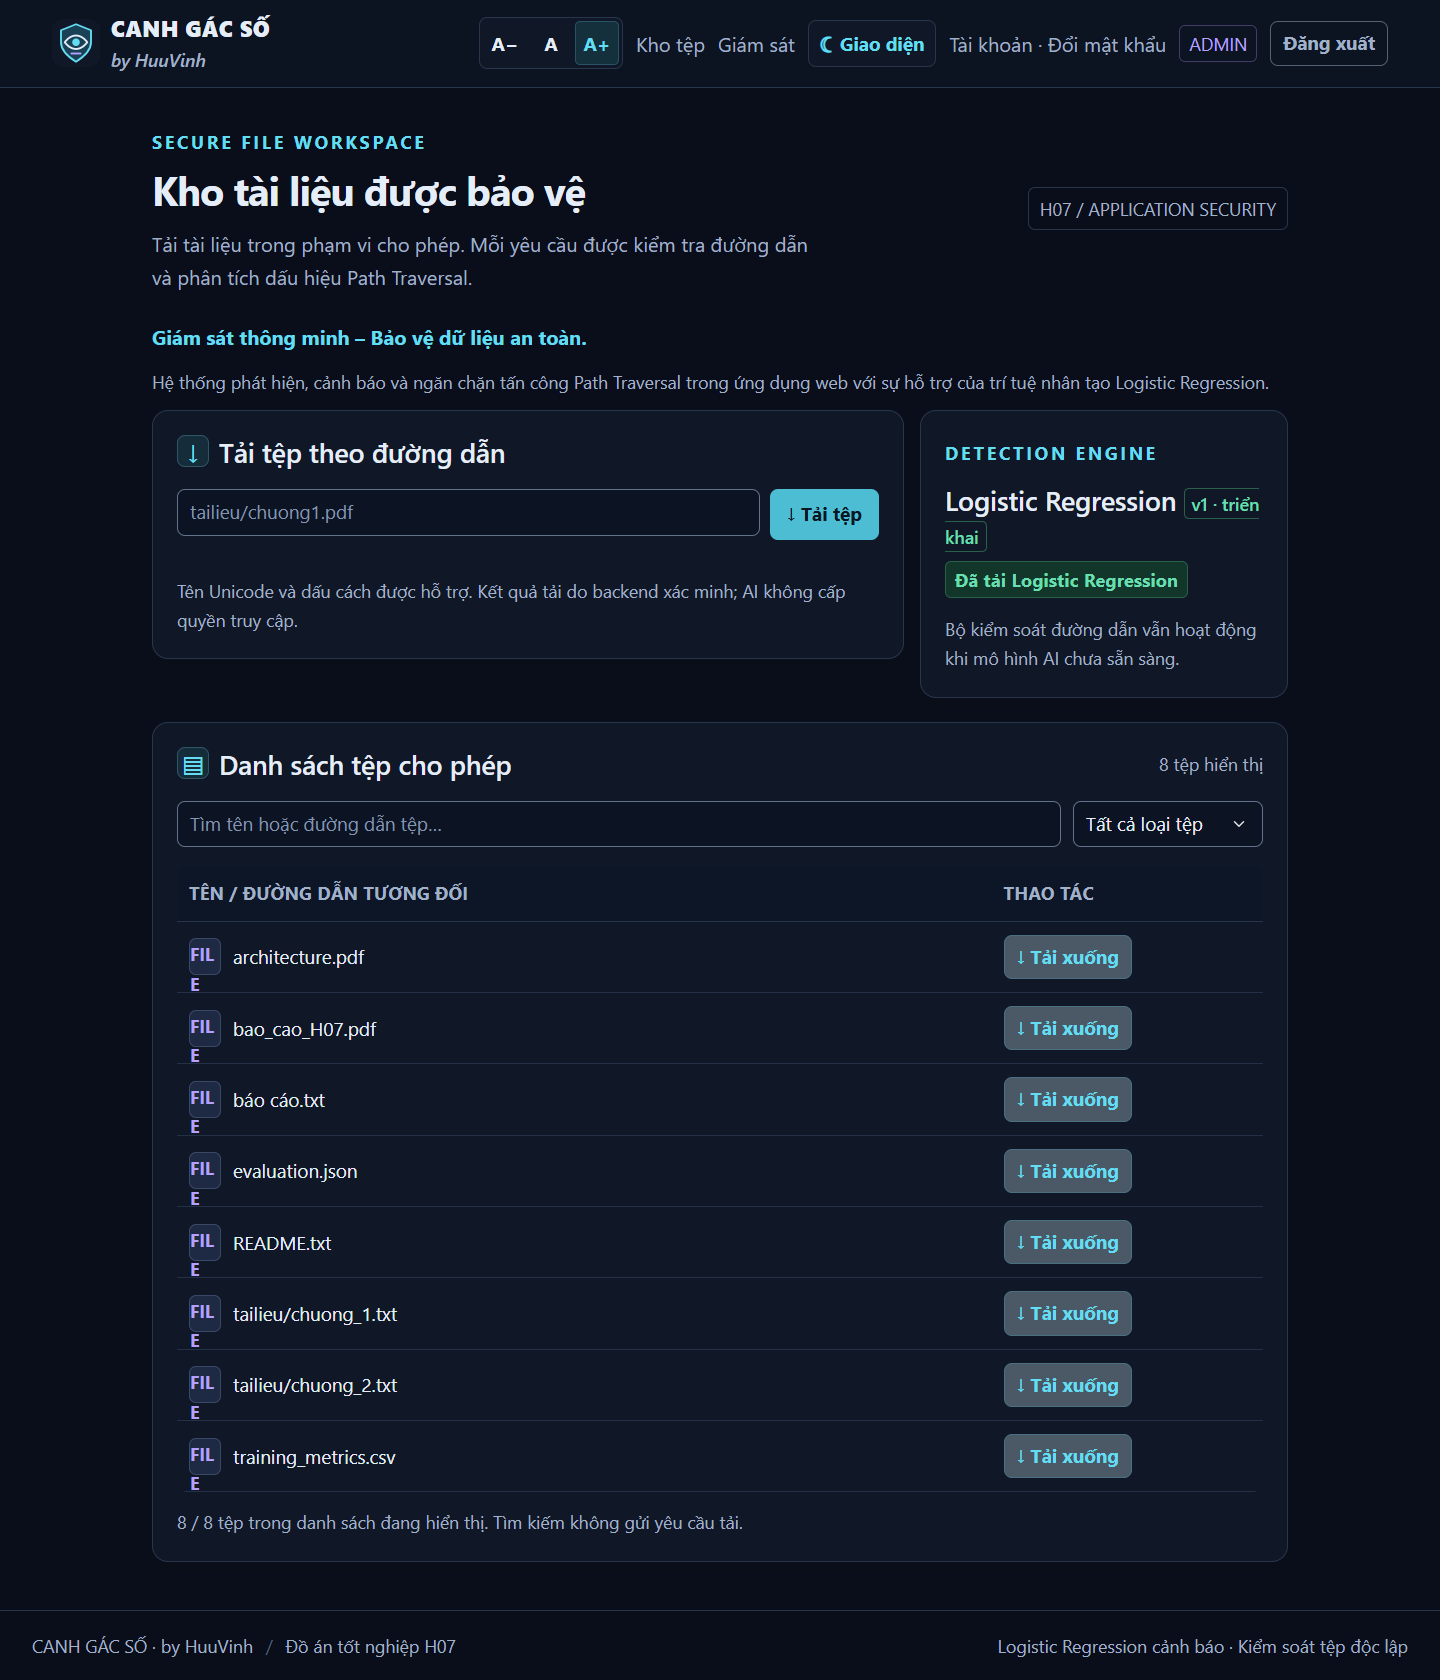 CANH GÁC SỐ
by HuuVinh
A− A A+ Kho tệp Giám sát ☾ Giao diện Tài khoản · Đổi mật khẩu ADMIN Đăng xuất
SECURE FILE WORKSPACE
Kho tài liệu được bảo vệ
H07 / APPLICATION SECURITY
Tải tài liệu trong phạm vi cho phép. Mỗi yêu cầu được kiểm tra đường dẫn
và phân tích dấu hiệu Path Traversal.
Giám sát thông minh – Bảo vệ dữ liệu an toàn.
Hệ thống phát hiện, cảnh báo và ngăn chặn tấn công Path Traversal trong ứng dụng web với sự hỗ trợ của trí tuệ nhân tạo Logistic Regression.
↓ Tải tệp theo đường dẫn
tailieu/chuong1.pdf
↓ Tải tệp
Tên Unicode và dấu cách được hỗ trợ. Kết quả tải do backend xác minh; AI không cấp
quyền truy cập.
DETECTION ENGINE
Logistic Regression v1 · triển
khai
Đã tải Logistic Regression
Bộ kiểm soát đường dẫn vẫn hoạt động
khi mô hình AI chưa sẵn sàng.
▤ Danh sách tệp cho phép
8 tệp hiển thị
Tìm tên hoặc đường dẫn tệp...
Tất cả loại tệp
TÊN / ĐƯỜNG DẪN TƯƠNG ĐỐI THAO TÁC
FIL
E
architecture.pdf ↓ Tải xuống
FIL
E
bao_cao_H07.pdf ↓ Tải xuống
FIL
E
báo cáo.txt ↓ Tải xuống
FIL
E
evaluation.json ↓ Tải xuống
FIL
E
README.txt ↓ Tải xuống
FIL
E
tailieu/chuong_1.txt ↓ Tải xuống
FIL
E
tailieu/chuong_2.txt ↓ Tải xuống
FIL
E
training_metrics.csv ↓ Tải xuống
8 / 8 tệp trong danh sách đang hiển thị. Tìm kiếm không gửi yêu cầu tải.
CANH GÁC SỐ · by HuuVinh / Đồ án tốt nghiệp H07
Logistic Regression cảnh báo · Kiểm soát tệp độc lập